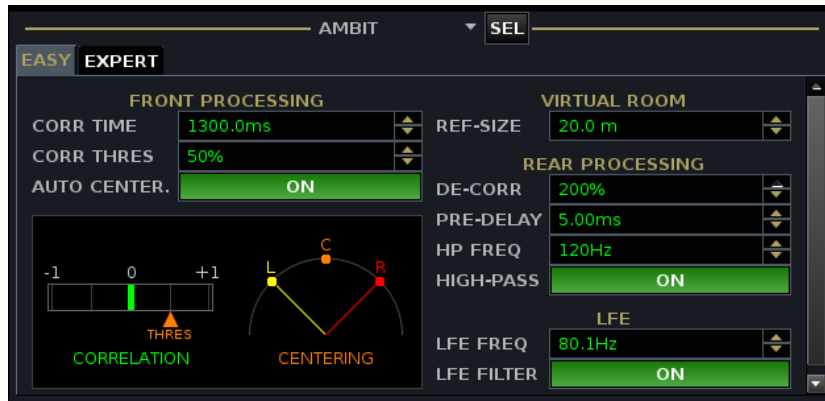 AMBIT SEL
EASY EXPERT
FRONT PROCESSING
CORR TIME 1300.0ms
CORR THRES 50%
AUTO CENTER. ON
-1 0 +1
THRES
CORRELATION
C
L R
CENTERING
VIRTUAL ROOM
REF-SIZE 20.0 m
REAR PROCESSING
DE-CORR 200%
PRE-DELAY 5.00ms
HP FREQ 120Hz
HIGH-PASS ON
LFE
LFE FREQ 80.1Hz
LFE FILTER ON